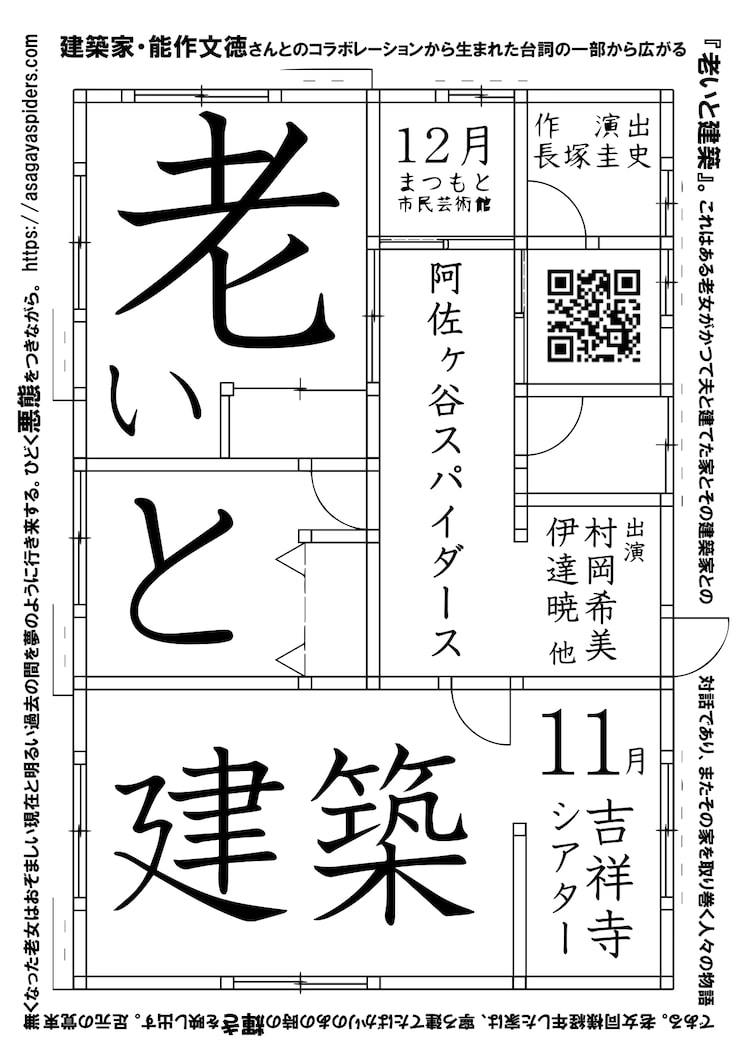 建築家・能作文徳さんとのコラボレーションから生まれた台詞の一部から広がる
『老いと建築』。これはある老女がかつて夫と建てた家とその建築家との
対話であり、またその家を取り巻く人々の物語
である。老女同様経年した家は、寧ろ建てたばかりのあの時の輝きを映し出す。足元の覚束
無くなった老女はおぞましい現在と明るい過去の間を夢のように行き来する。ひどく悪態をつきながら。 https://asagayaspiders.com
老い
と
建築
作 演出
長塚圭史
12月
まつもと
市民芸術館
阿佐ヶ谷スパイダース
出演
村岡希美
伊達暁 他
11月
吉祥寺
シアター